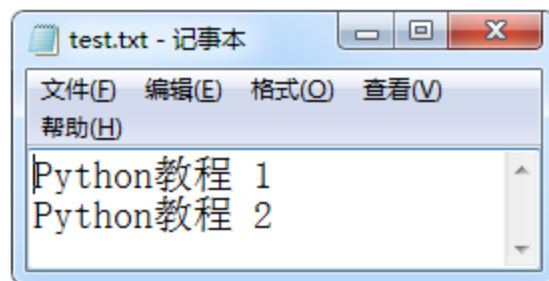 test.txt - 记事本
文件(F) 编辑(E) 格式(O) 查看(V)
帮助(H)
Python教程 1
Python教程 2